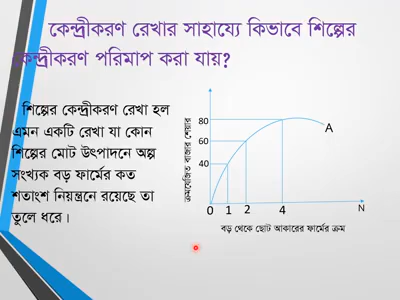 কেন্দ্রীকরণ রেখার সাহায্যে কিভাবে শিল্পের
কেন্দ্রীকরণ পরিমাপ করা যায়?
শিল্পের কেন্দ্রীকরণ রেখা হল
এমন একটি রেখা যা কোন
শিল্পের মোট উৎপাদনে অল্প
সংখ্যক বড় ফার্মের কত
শতাংশ নিয়ন্ত্রনে রয়েছে তা
তুলে ধরে।
ক্রমযোজিত বাজার শেয়ার
80
60
40
A
0 1 2 4 N
বড় থেকে ছোট আকারের ফার্মের ক্রম